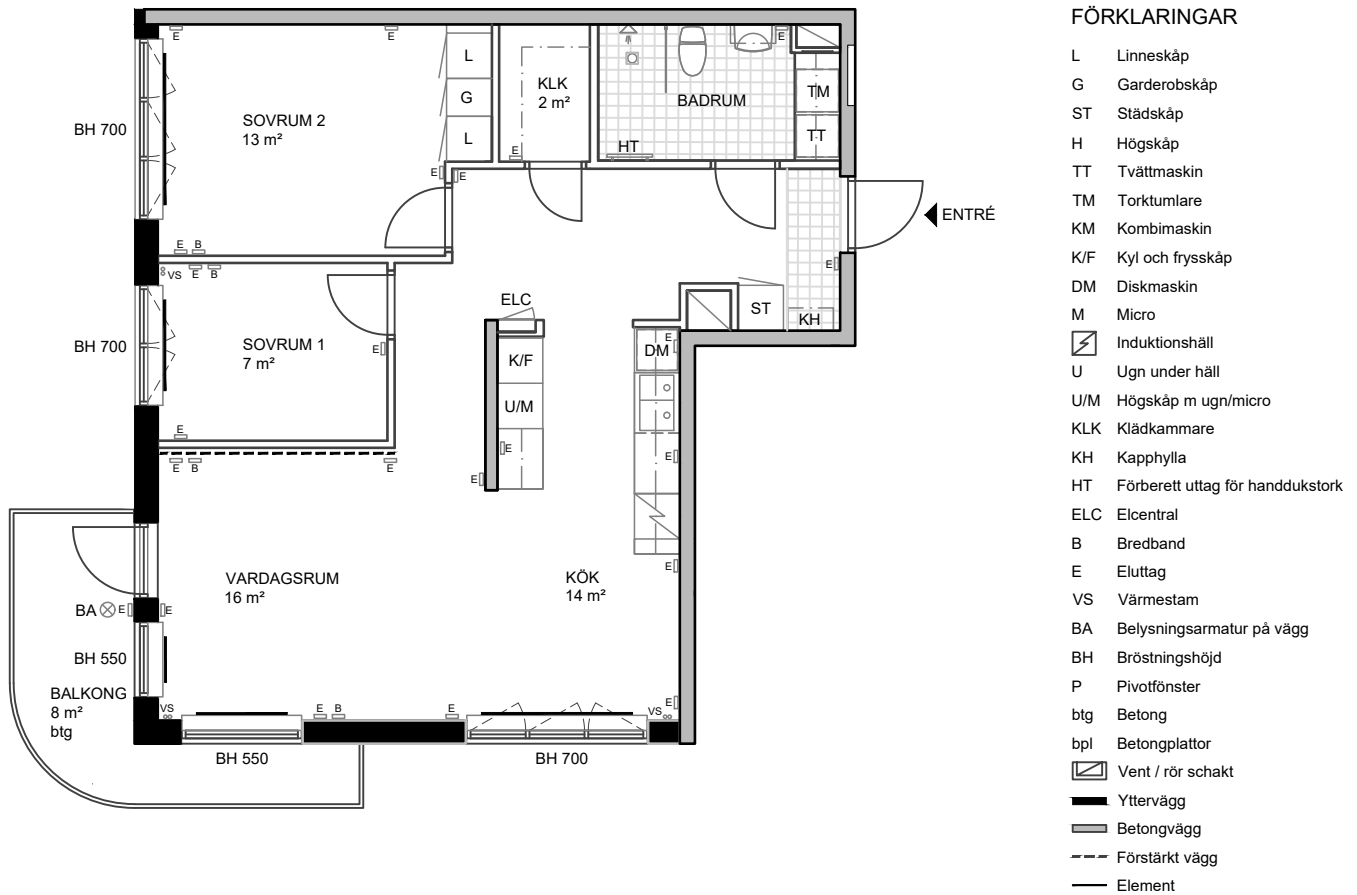 E
E
E
L
G
L
KLK
2 m²
BADRUM
TM
TT
HT
E
BH 700
SOVRUM 2
13 m²
E
E
ENTRÉ
E
B
VS
E
B
E
ELC
ST
KH
BH 700
SOVRUM 1
7 m²
E
K/F
U/M
DM
E
E
E
B
E
E
E
E
VARDAGSRUM
16 m²
KÖK
14 m²
E
BA
E
E
BH 550
BALKONG
8 m²
btg
VS
E
B
E
VS
E
BH 550
BH 700
FÖRKLARINGAR
L Linneskåp
G Garderobskåp
ST Städskåp
H Högskåp
TT Tvättmaskin
TM Torktumlare
KM Kombimaskin
K/F Kyl och frysskåp
DM Diskmaskin
M Micro
Induktionshäll
U Ugn under häll
U/M Högskåp m ugn/micro
KLK Klädkammare
KH Kapphylla
HT Förberett uttag för handdukstork
ELC Elcentral
B Bredband
E Eluttag
VS Värmestam
BA Belysningsarmatur på vägg
BH Bröstningshöjd
P Pivotfönster
btg Betong
bpl Betongplattor
Vent / rör schakt
Yttervägg
Betongvägg
Förstärkt vägg
Element